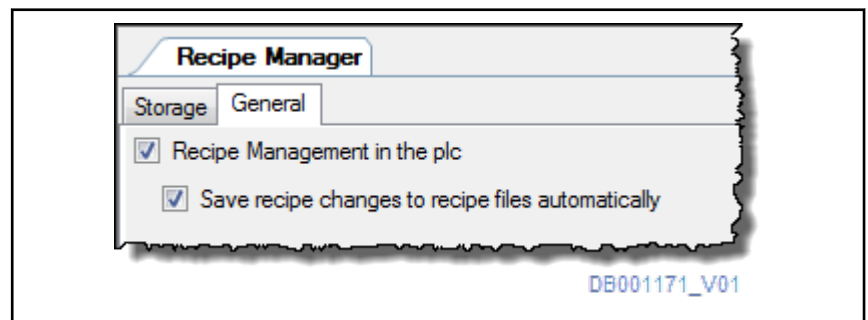 Recipe Manager
Storage General
Recipe Management in the plc
Save recipe changes to recipe files automatically
DB001171_V01